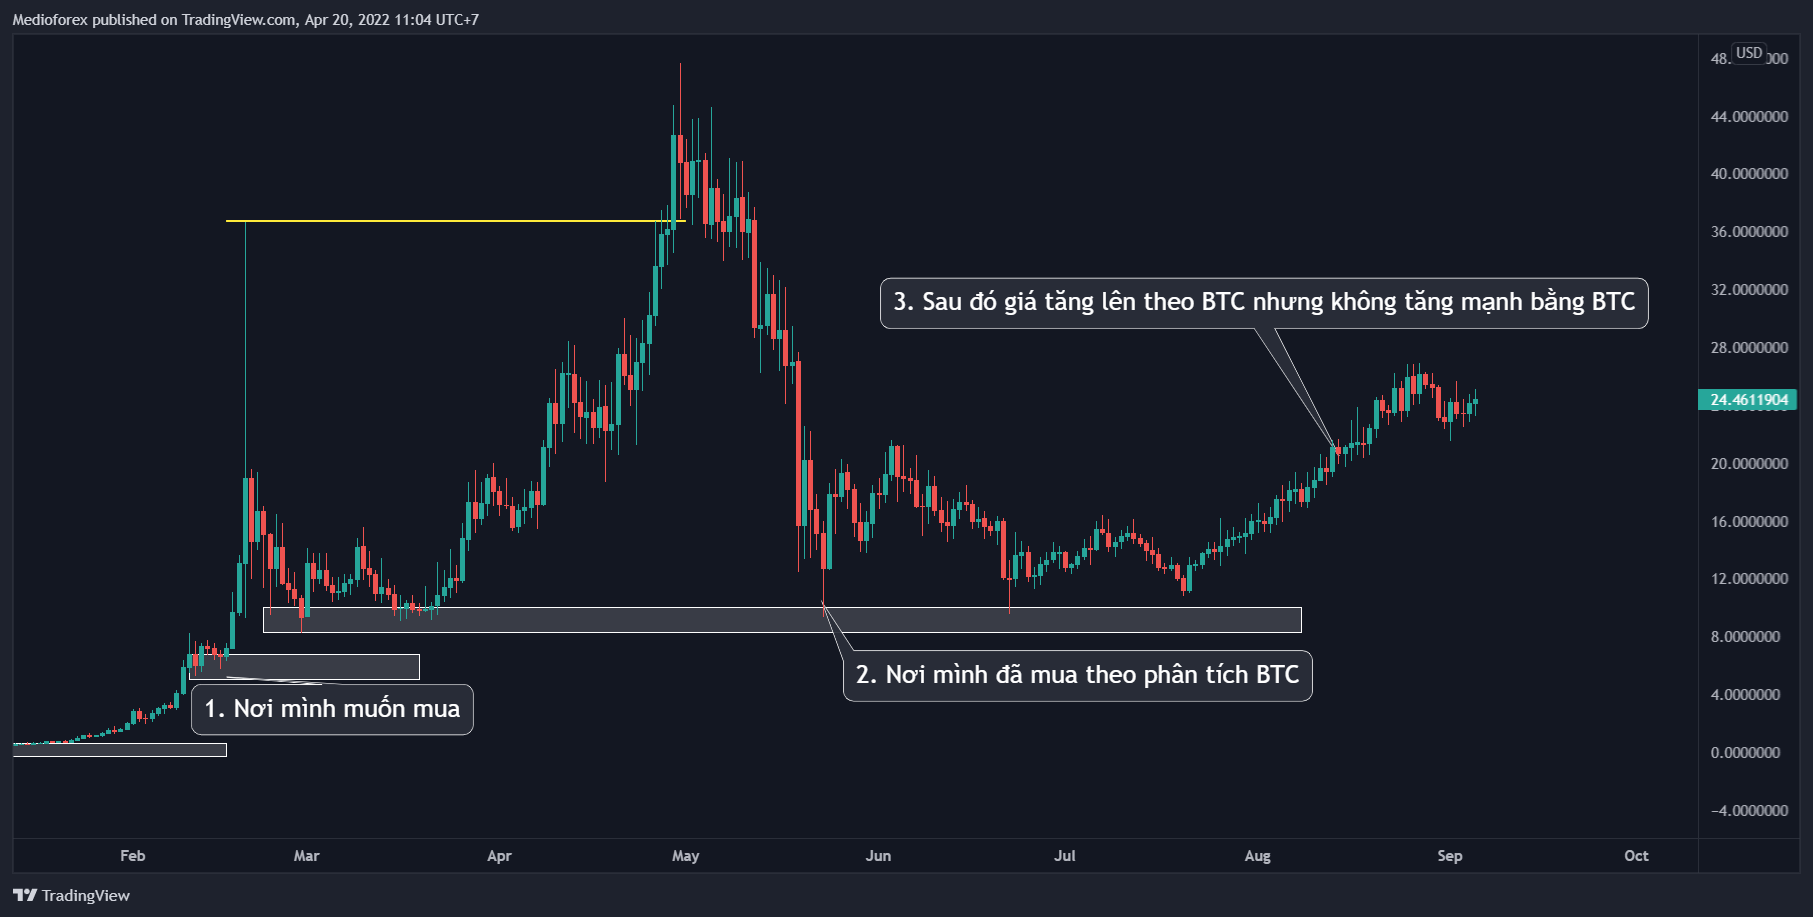 Medioforex published on TradingView.com, Apr 20, 2022 11:04 UTC+7
USD
44.0000000
40.0000000
36.0000000
3. Sau đó giá tăng lên theo BTC nhưng không tăng mạnh bằng BTC
32.0000000
28.0000000
24.4611904
20.0000000
16.0000000
12.0000000
8.0000000
2. Nơi mình đã mua theo phân tích BTC
4.0000000
1. Nơi mình muốn mua
0.0000000
−4.0000000
Feb Mar Apr May Jun Jul Aug Sep Oct
TradingView